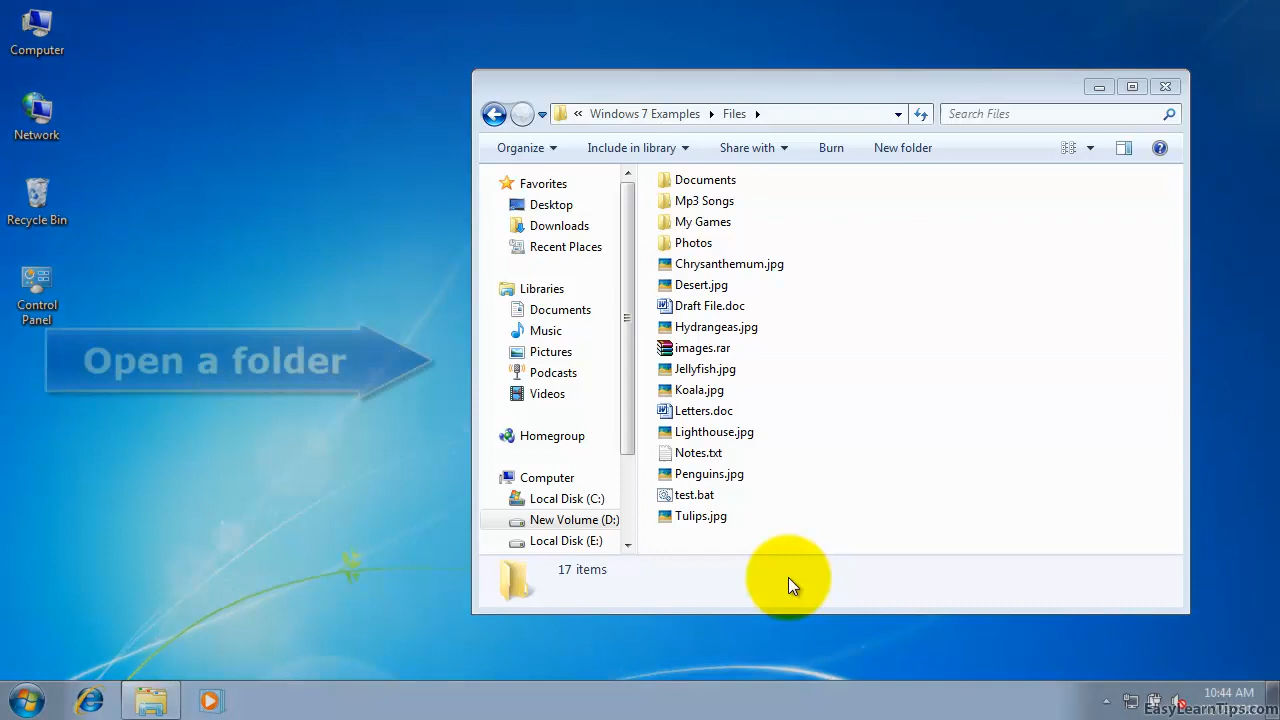 Computer
Network
Recycle Bin
Control
Panel
Open a folder
« Windows 7 Examples Files
Search Files
Organize Include in library Share with Burn New folder
Favorites
Desktop
Downloads
Recent Places
Libraries
Documents
Music
Pictures
Podcasts
Videos
Homegroup
Computer
Local Disk (C:)
New Volume (D:)
Local Disk (E:)
Documents
Mp3 Songs
My Games
Photos
Chrysanthemum.jpg
Desert.jpg
Draft File.doc
Hydrangeas.jpg
images.rar
Jellyfish.jpg
Koala.jpg
Letters.doc
Lighthouse.jpg
Notes.txt
Penguins.jpg
test.bat
Tulips.jpg
17 items
10:44 AM
EasyLearnTips.com